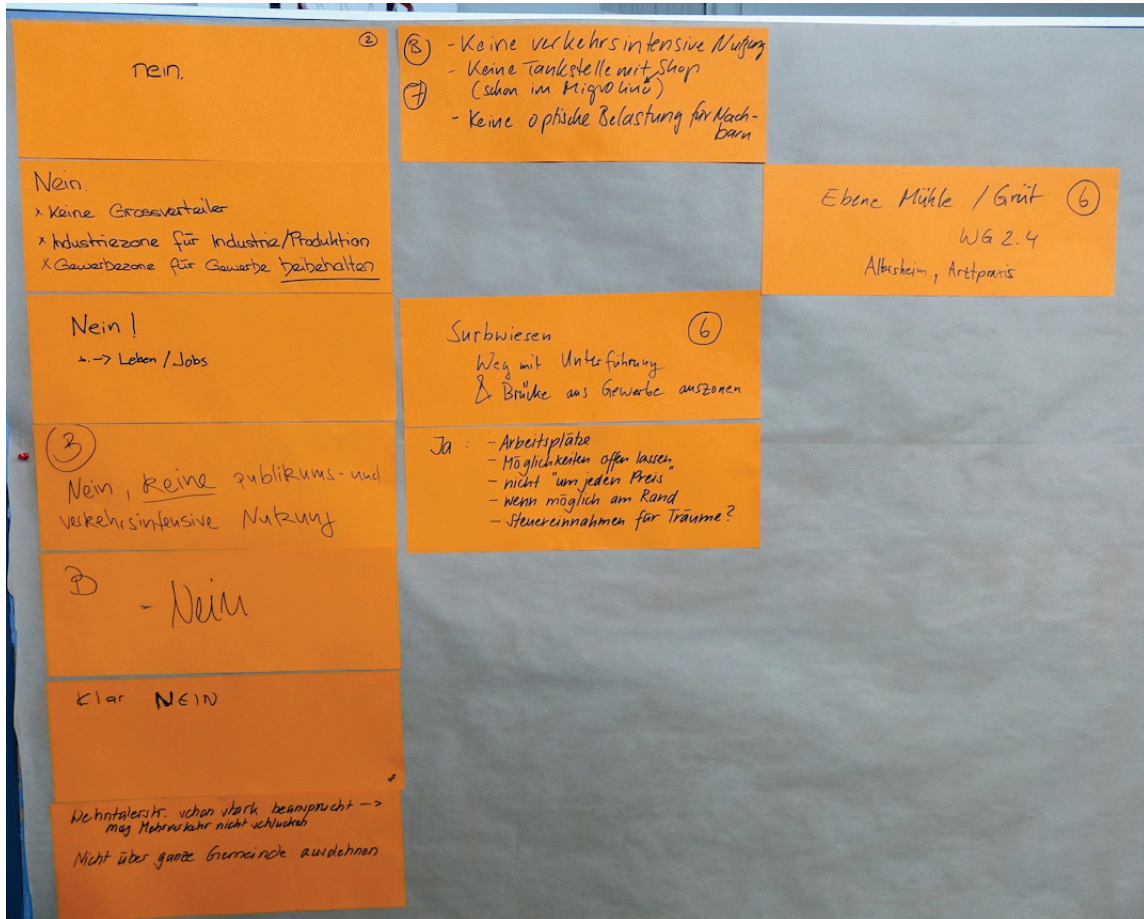 ②
nein.
Nein.
x Keine Grossverteiler
x Industriezone für Industrie/Produktion
x Gewerbezone für Gewerbe beibehalten
Nein!
--> Leben / Jobs
B
Nein, keine publikums- und
verkehrsintensive Nutzung
B
- Nein
Klar NEIN
Wehntalerstr. schon stark beansprucht -->
mag Mehrverkehr nicht schlucken
Nicht über ganze Gemeinde ausdehnen
B
- Keine verkehrsintensive Nutzung
- Keine Tankstelle mit Shop
⑦
(schon im Migrolino)
- Keine optische Belastung für Nach-
barn
Surbwiesen ⑥
Weg mit Unterführung
& Brücke aus Gewerbe auszonen
Ja : - Arbeitsplätze
- Möglichkeiten offen lassen
- nicht "um jeden Preis"
- wenn möglich am Rand
- Steuereinnahmen für Träume?
Ebene Mühle / Grüt ⑥
WG 2.4
Altersheim, Arztpraxis